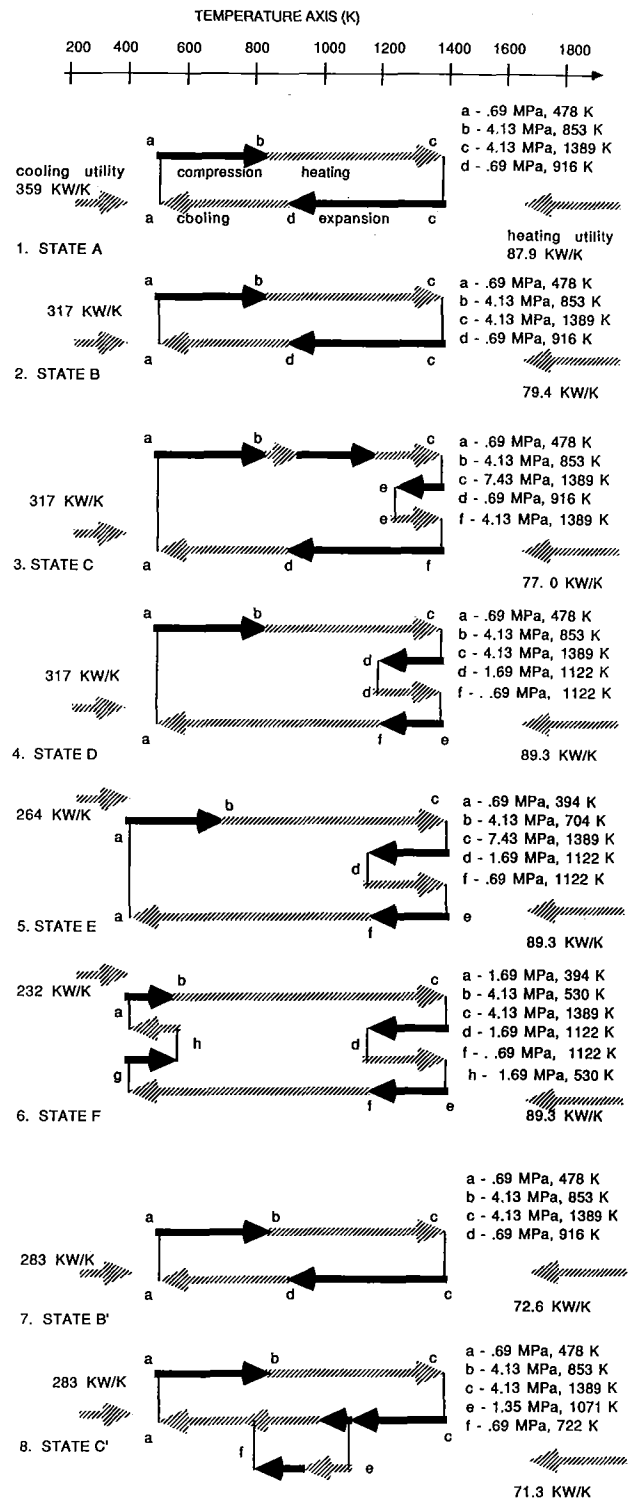 TEMPERATURE AXIS (K)
200 400 600 800 1000 1200 1400 1600 1800
a b c
a - .69 MPa, 478 K
b - 4.13 MPa, 853 K
c - 4.13 MPa, 1389 K
d - .69 MPa, 916 K
cooling utility
359 KW/K
compression heating
a cooling d expansion c
heating utility
87.9 KW/K
1. STATE A
a b c
317 KW/K
a - .69 MPa, 478 K
b - 4.13 MPa, 853 K
c - 4.13 MPa, 1389 K
d - .69 MPa, 916 K
a d c
79.4 KW/K
2. STATE B
a b c
a - .69 MPa, 478 K
b - 4.13 MPa, 853 K
c - 7.43 MPa, 1389 K
d - .69 MPa, 916 K
f - 4.13 MPa, 1389 K
e
e
317 KW/K
a d f
77. 0 KW/K
3. STATE C
a b c
a - .69 MPa, 478 K
b - 4.13 MPa, 853 K
c - 4.13 MPa, 1389 K
d - 1.69 MPa, 1122 K
f - . .69 MPa, 1122 K
d
d
317 KW/K
a f e
89.3 KW/K
4. STATE D
264 KW/K
a b c
a - .69 MPa, 394 K
b - 4.13 MPa, 704 K
c - 7.43 MPa, 1389 K
d - 1.69 MPa, 1122 K
f - .69 MPa, 1122 K
d
a f e
89.3 KW/K
5. STATE E
232 KW/K
a b c
a - 1.69 MPa, 394 K
b - 4.13 MPa, 530 K
c - 4.13 MPa, 1389 K
d - 1.69 MPa, 1122 K
f - . .69 MPa, 1122 K
h - 1.69 MPa, 530 K
h d
g f e
89.3 KW/K
6. STATE F
a b c
a - .69 MPa, 478 K
b - 4.13 MPa, 853 K
c - 4.13 MPa, 1389 K
d - .69 MPa, 916 K
283 KW/K
a d c
72.6 KW/K
7. STATE B'
a b c
283 KW/K
a - .69 MPa, 478 K
b - 4.13 MPa, 853 K
c - 4.13 MPa, 1389 K
e - 1.35 MPa, 1071 K
f - .69 MPa, 722 K
a c
f e
71.3 KW/K
8. STATE C'